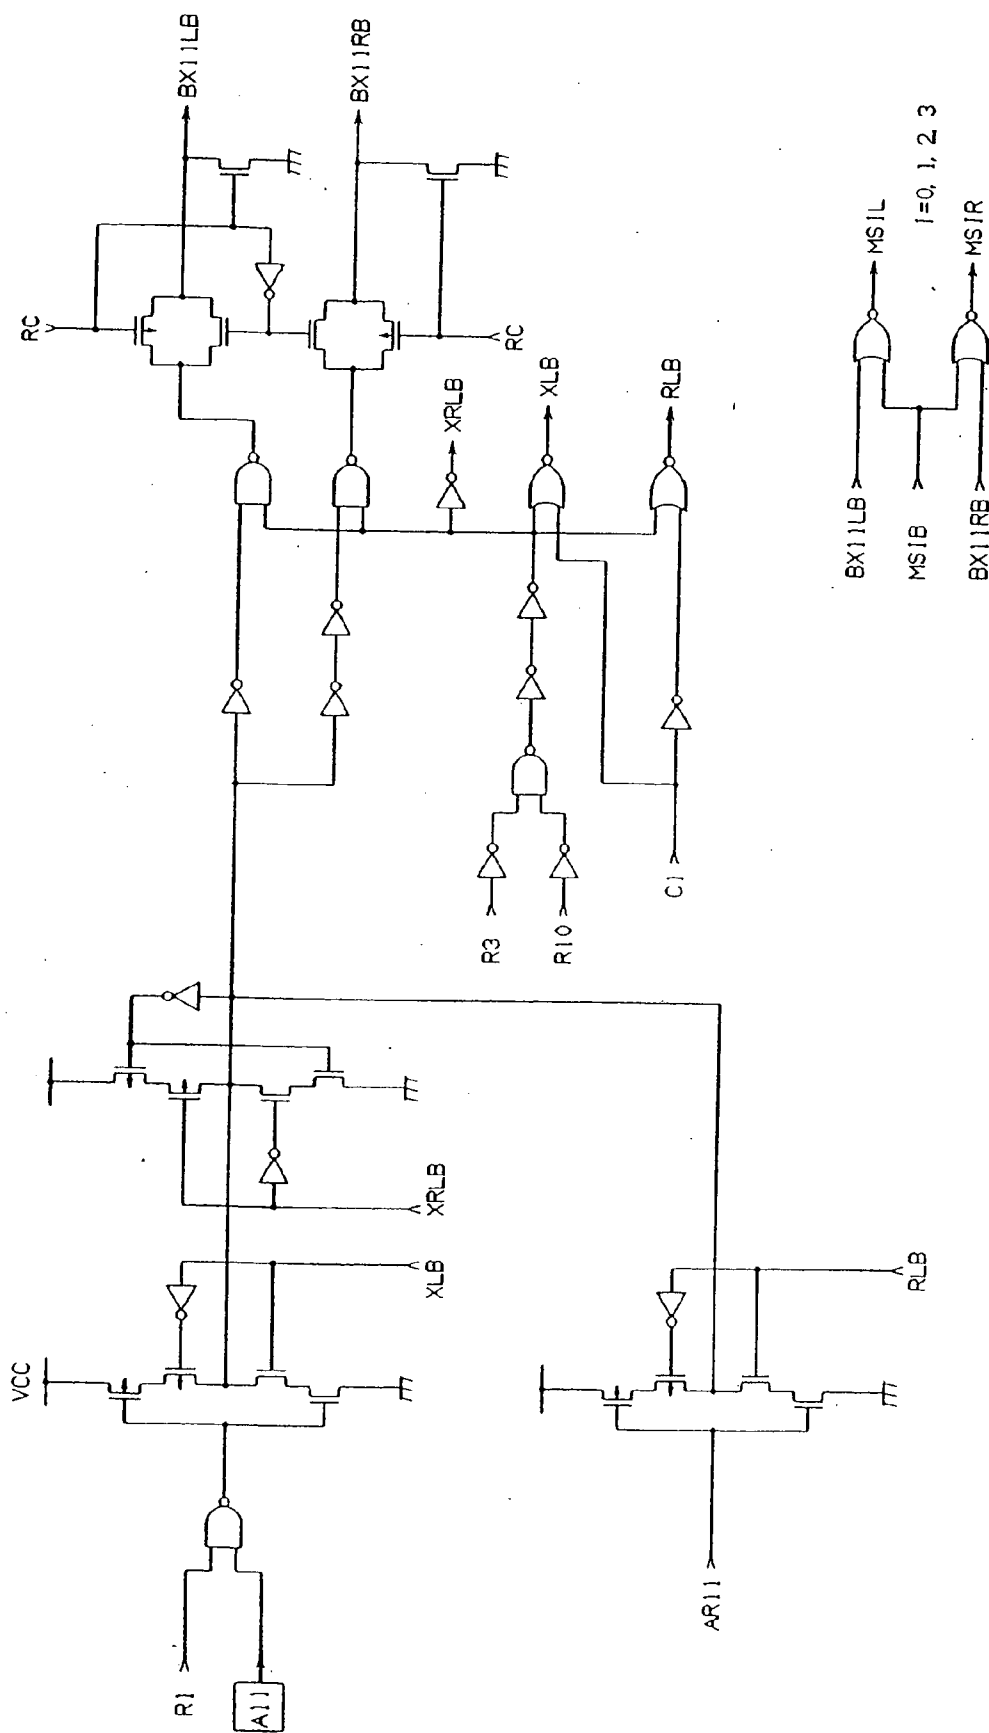 VCC
RC
BX11LB
R1
A11
XLB
XRLB
BX11RB
RC
XRLB
R3
R10
XLB
C1
RLB
AR11
RLB
BX11LB
MSIL
MSIB
I=0, 1, 2, 3
BX11RB
MSIR